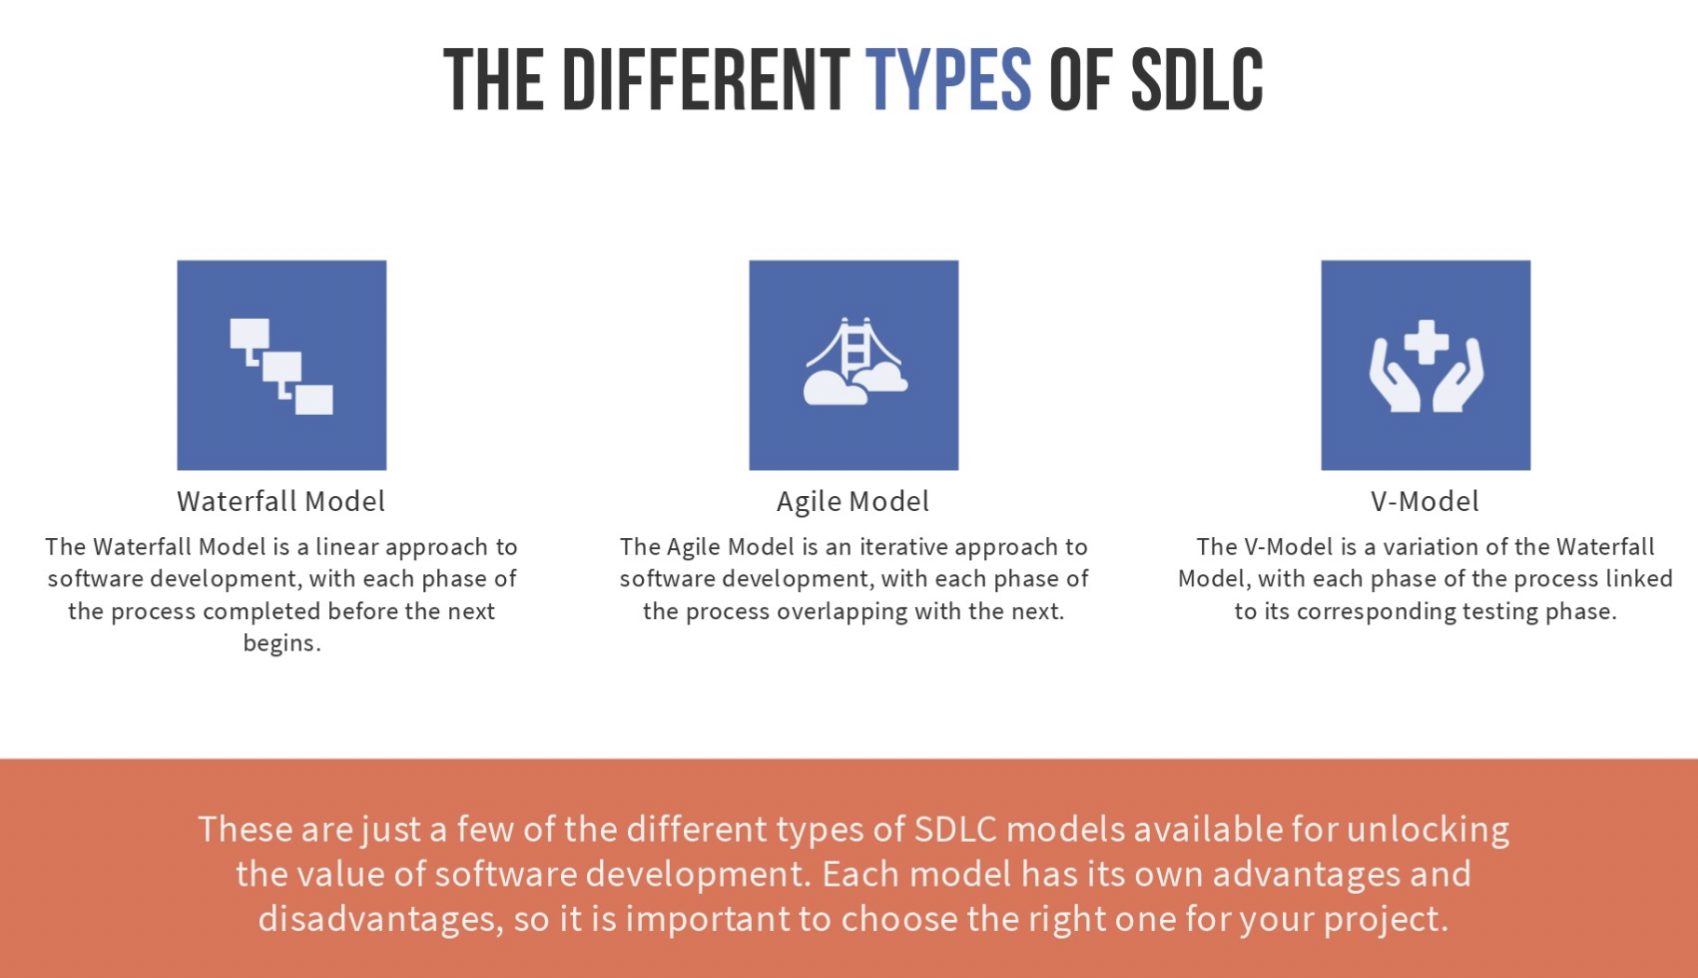 THE DIFFERENT TYPES OF SDLC
Waterfall Model
The Waterfall Model is a linear approach to
software development, with each phase of
the process completed before the next
begins.
Agile Model
The Agile Model is an iterative approach to
software development, with each phase of
the process overlapping with the next.
V-Model
The V-Model is a variation of the Waterfall
Model, with each phase of the process linked
to its corresponding testing phase.
These are just a few of the different types of SDLC models available for unlocking
the value of software development. Each model has its own advantages and
disadvantages, so it is important to choose the right one for your project.